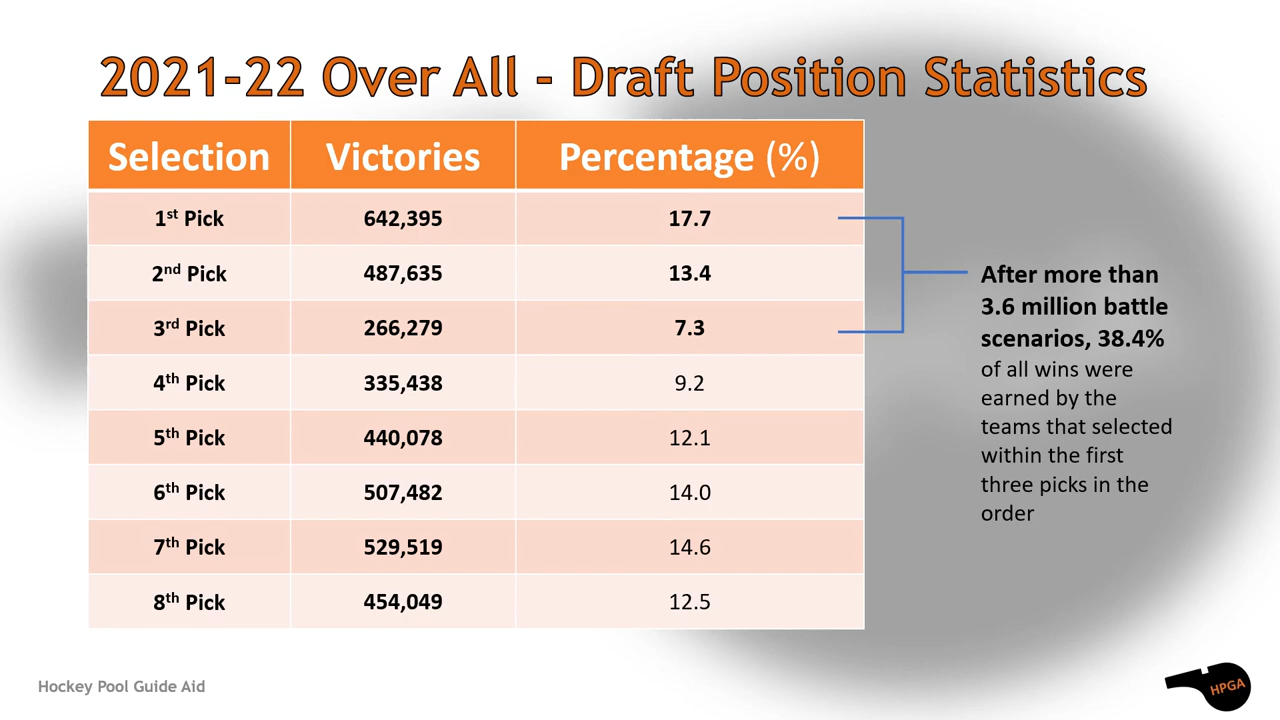 2021-22 Over All - Draft Position Statistics
Selection Victories Percentage (%)
1st Pick 642,395 17.7
2nd Pick 487,635 13.4
3rd Pick 266,279 7.3
4th Pick 335,438 9.2
5th Pick 440,078 12.1
6th Pick 507,482 14.0
7th Pick 529,519 14.6
8th Pick 454,049 12.5
After more than
3.6 million battle
scenarios, 38.4%
of all wins were
earned by the
teams that selected
within the first
three picks in the
order
Hockey Pool Guide Aid
HPGA